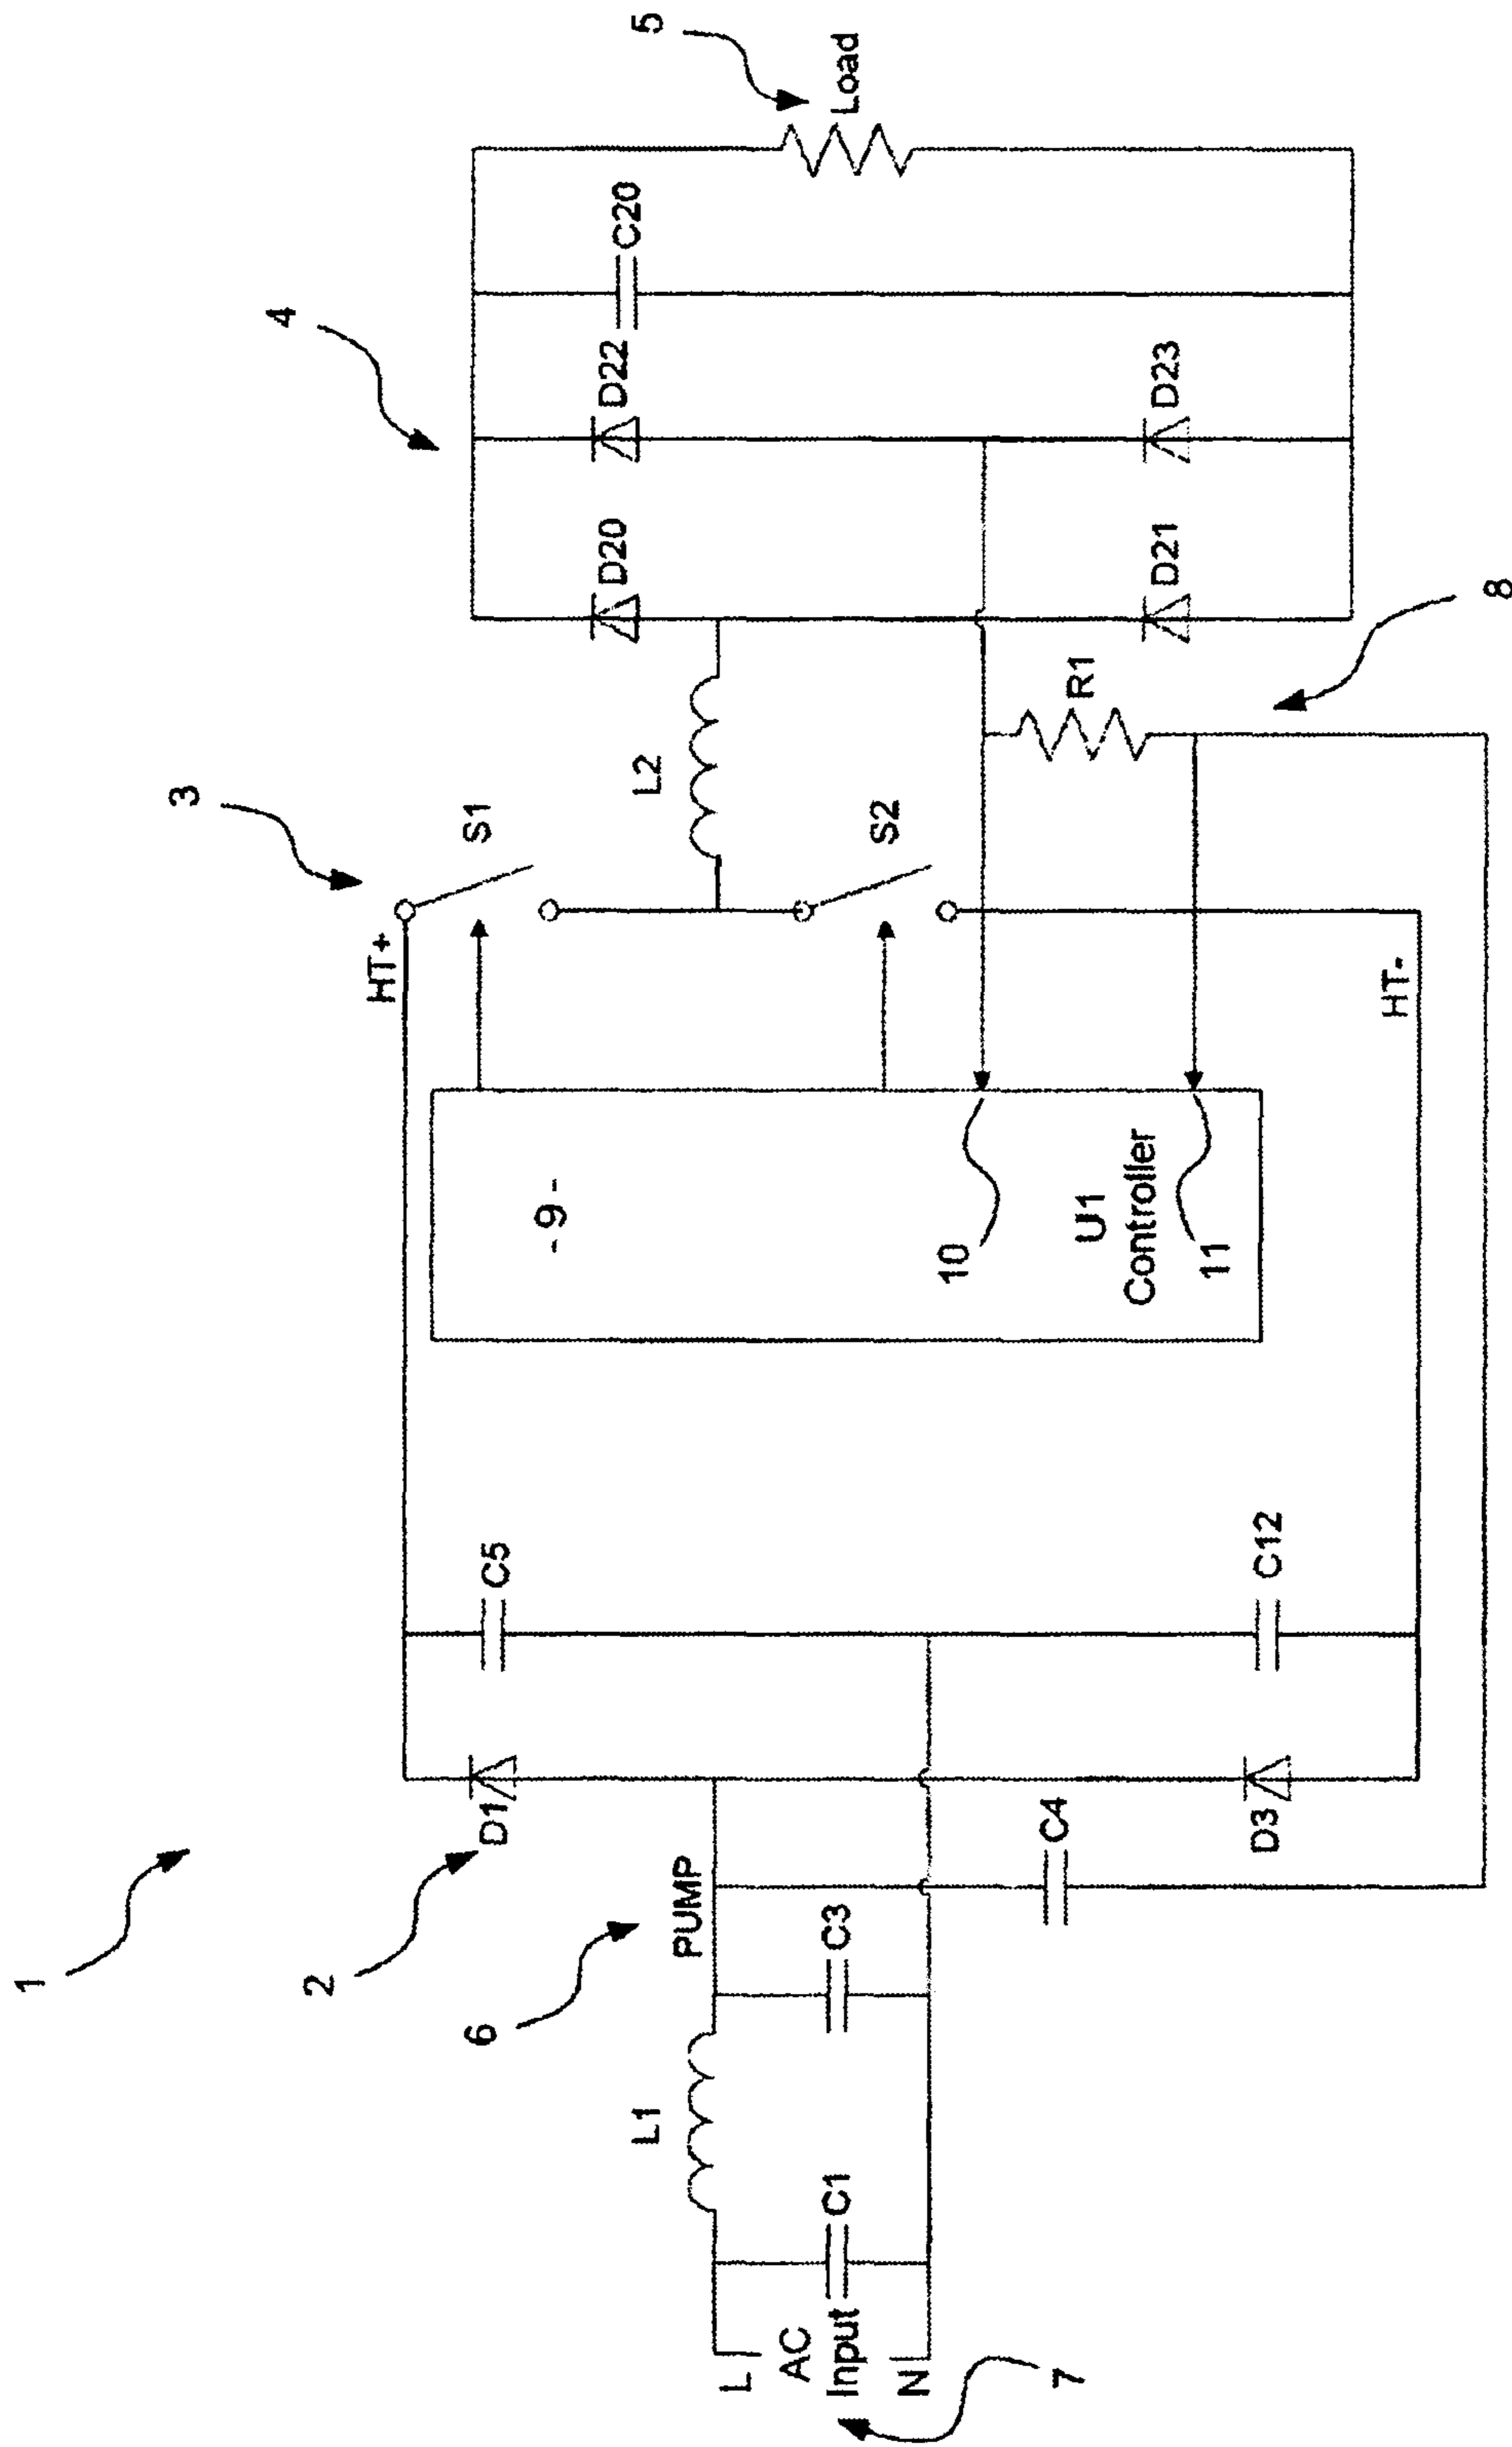 1
2
3
4
5
6
7
8
HT+
S1
D1
C5
-9-
L2
D20
D22
C20
Load
L1
PUMP
S2
L
AC
Input
N
C1
C3
C4
10
U1
Controller
11
R1
D21
D23
D3
C12
HT-